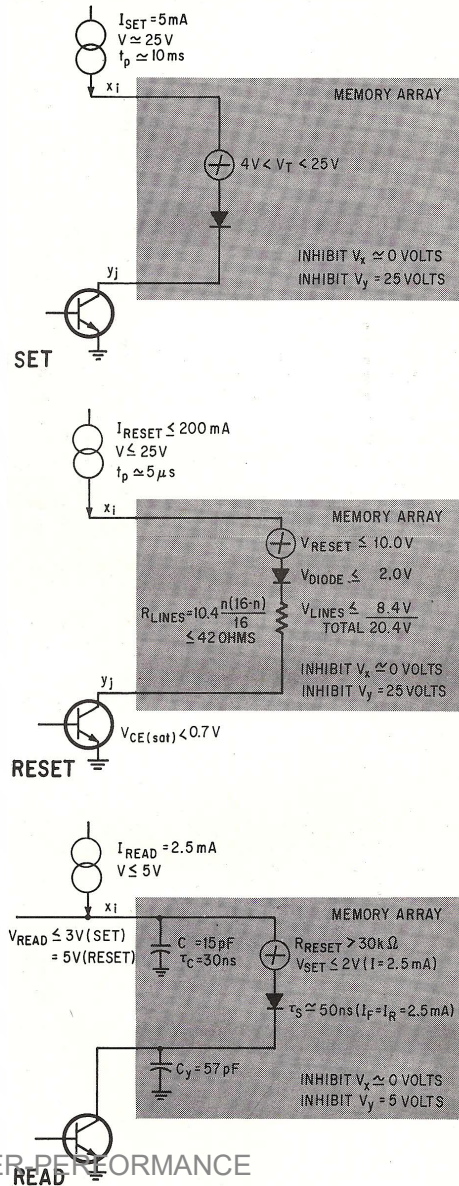 I_SET = 5mA
V ≃ 25V
t_p ≃ 10ms
x_i
MEMORY ARRAY
4V < V_T < 25V
INHIBIT V_x ≃ 0 VOLTS
INHIBIT V_y = 25 VOLTS
y_j
SET
I_RESET ≤ 200 mA
V ≤ 25V
t_p ≃ 5μs
x_i
MEMORY ARRAY
V_RESET ≤ 10.0V
V_DIODE ≤ 2.0V
R_LINES = 10.4 n(16-n)/16
≤ 42 OHMS
V_LINES ≤ 8.4V
TOTAL 20.4V
INHIBIT V_x ≃ 0 VOLTS
INHIBIT V_y = 25 VOLTS
y_j
V_CE(sat) < 0.7V
RESET
I_READ = 2.5mA
V ≤ 5V
x_i
MEMORY ARRAY
V_READ ≤ 3V (SET)
= 5V (RESET)
C = 15pF
τ_C = 30ns
R_RESET > 30kΩ
V_SET ≤ 2V (I = 2.5mA)
τ_S ≃ 50ns (I_F = I_R = 2.5mA)
C_y = 57pF
INHIBIT V_x ≃ 0 VOLTS
INHIBIT V_y = 5 VOLTS
READ
ER-PERFORMANCE